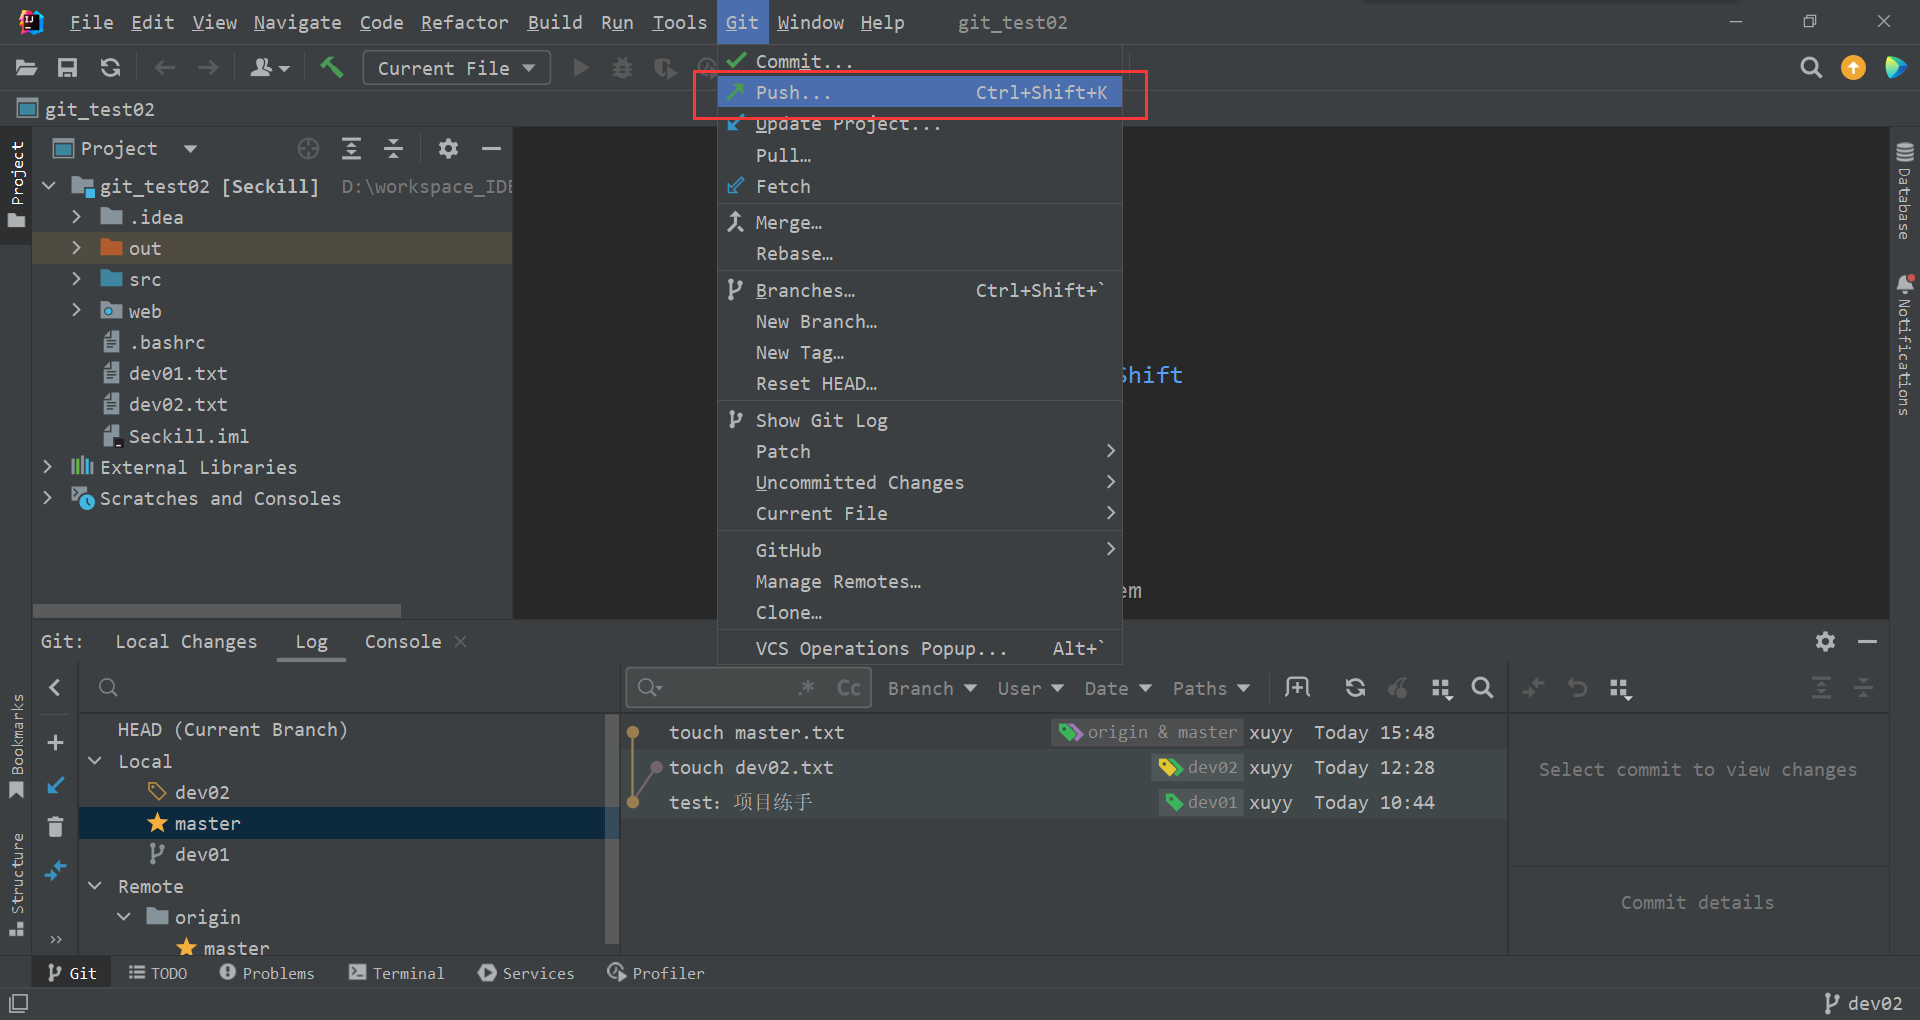 File Edit View Navigate Code Refactor Build Run Tools Git Window Help git_test02
Current File
git_test02
Commit...
Push... Ctrl+Shift+K
Update Project...
Pull...
Fetch
Merge...
Rebase...
Branches... Ctrl+Shift+`
New Branch...
New Tag...
Reset HEAD...
Show Git Log
Patch
Uncommitted Changes
Current File
GitHub
Manage Remotes...
Clone...
VCS Operations Popup... Alt+`
Project
Project
git_test02 [Seckill] D:\workspace_IDE
.idea
out
src
web
.bashrc
dev01.txt
dev02.txt
Seckill.iml
External Libraries
Scratches and Consoles
Shift
em
Database
Notifications
Git: Local Changes Log Console
.* Cc Branch User Date Paths
HEAD (Current Branch)
Local
dev02
master
dev01
Remote
origin
master
touch master.txt origin & master xuyy Today 15:48
touch dev02.txt dev02 xuyy Today 12:28
test: 项目练手 dev01 xuyy Today 10:44
Select commit to view changes
Commit details
Bookmarks
Structure
Git TODO Problems Terminal Services Profiler
dev02